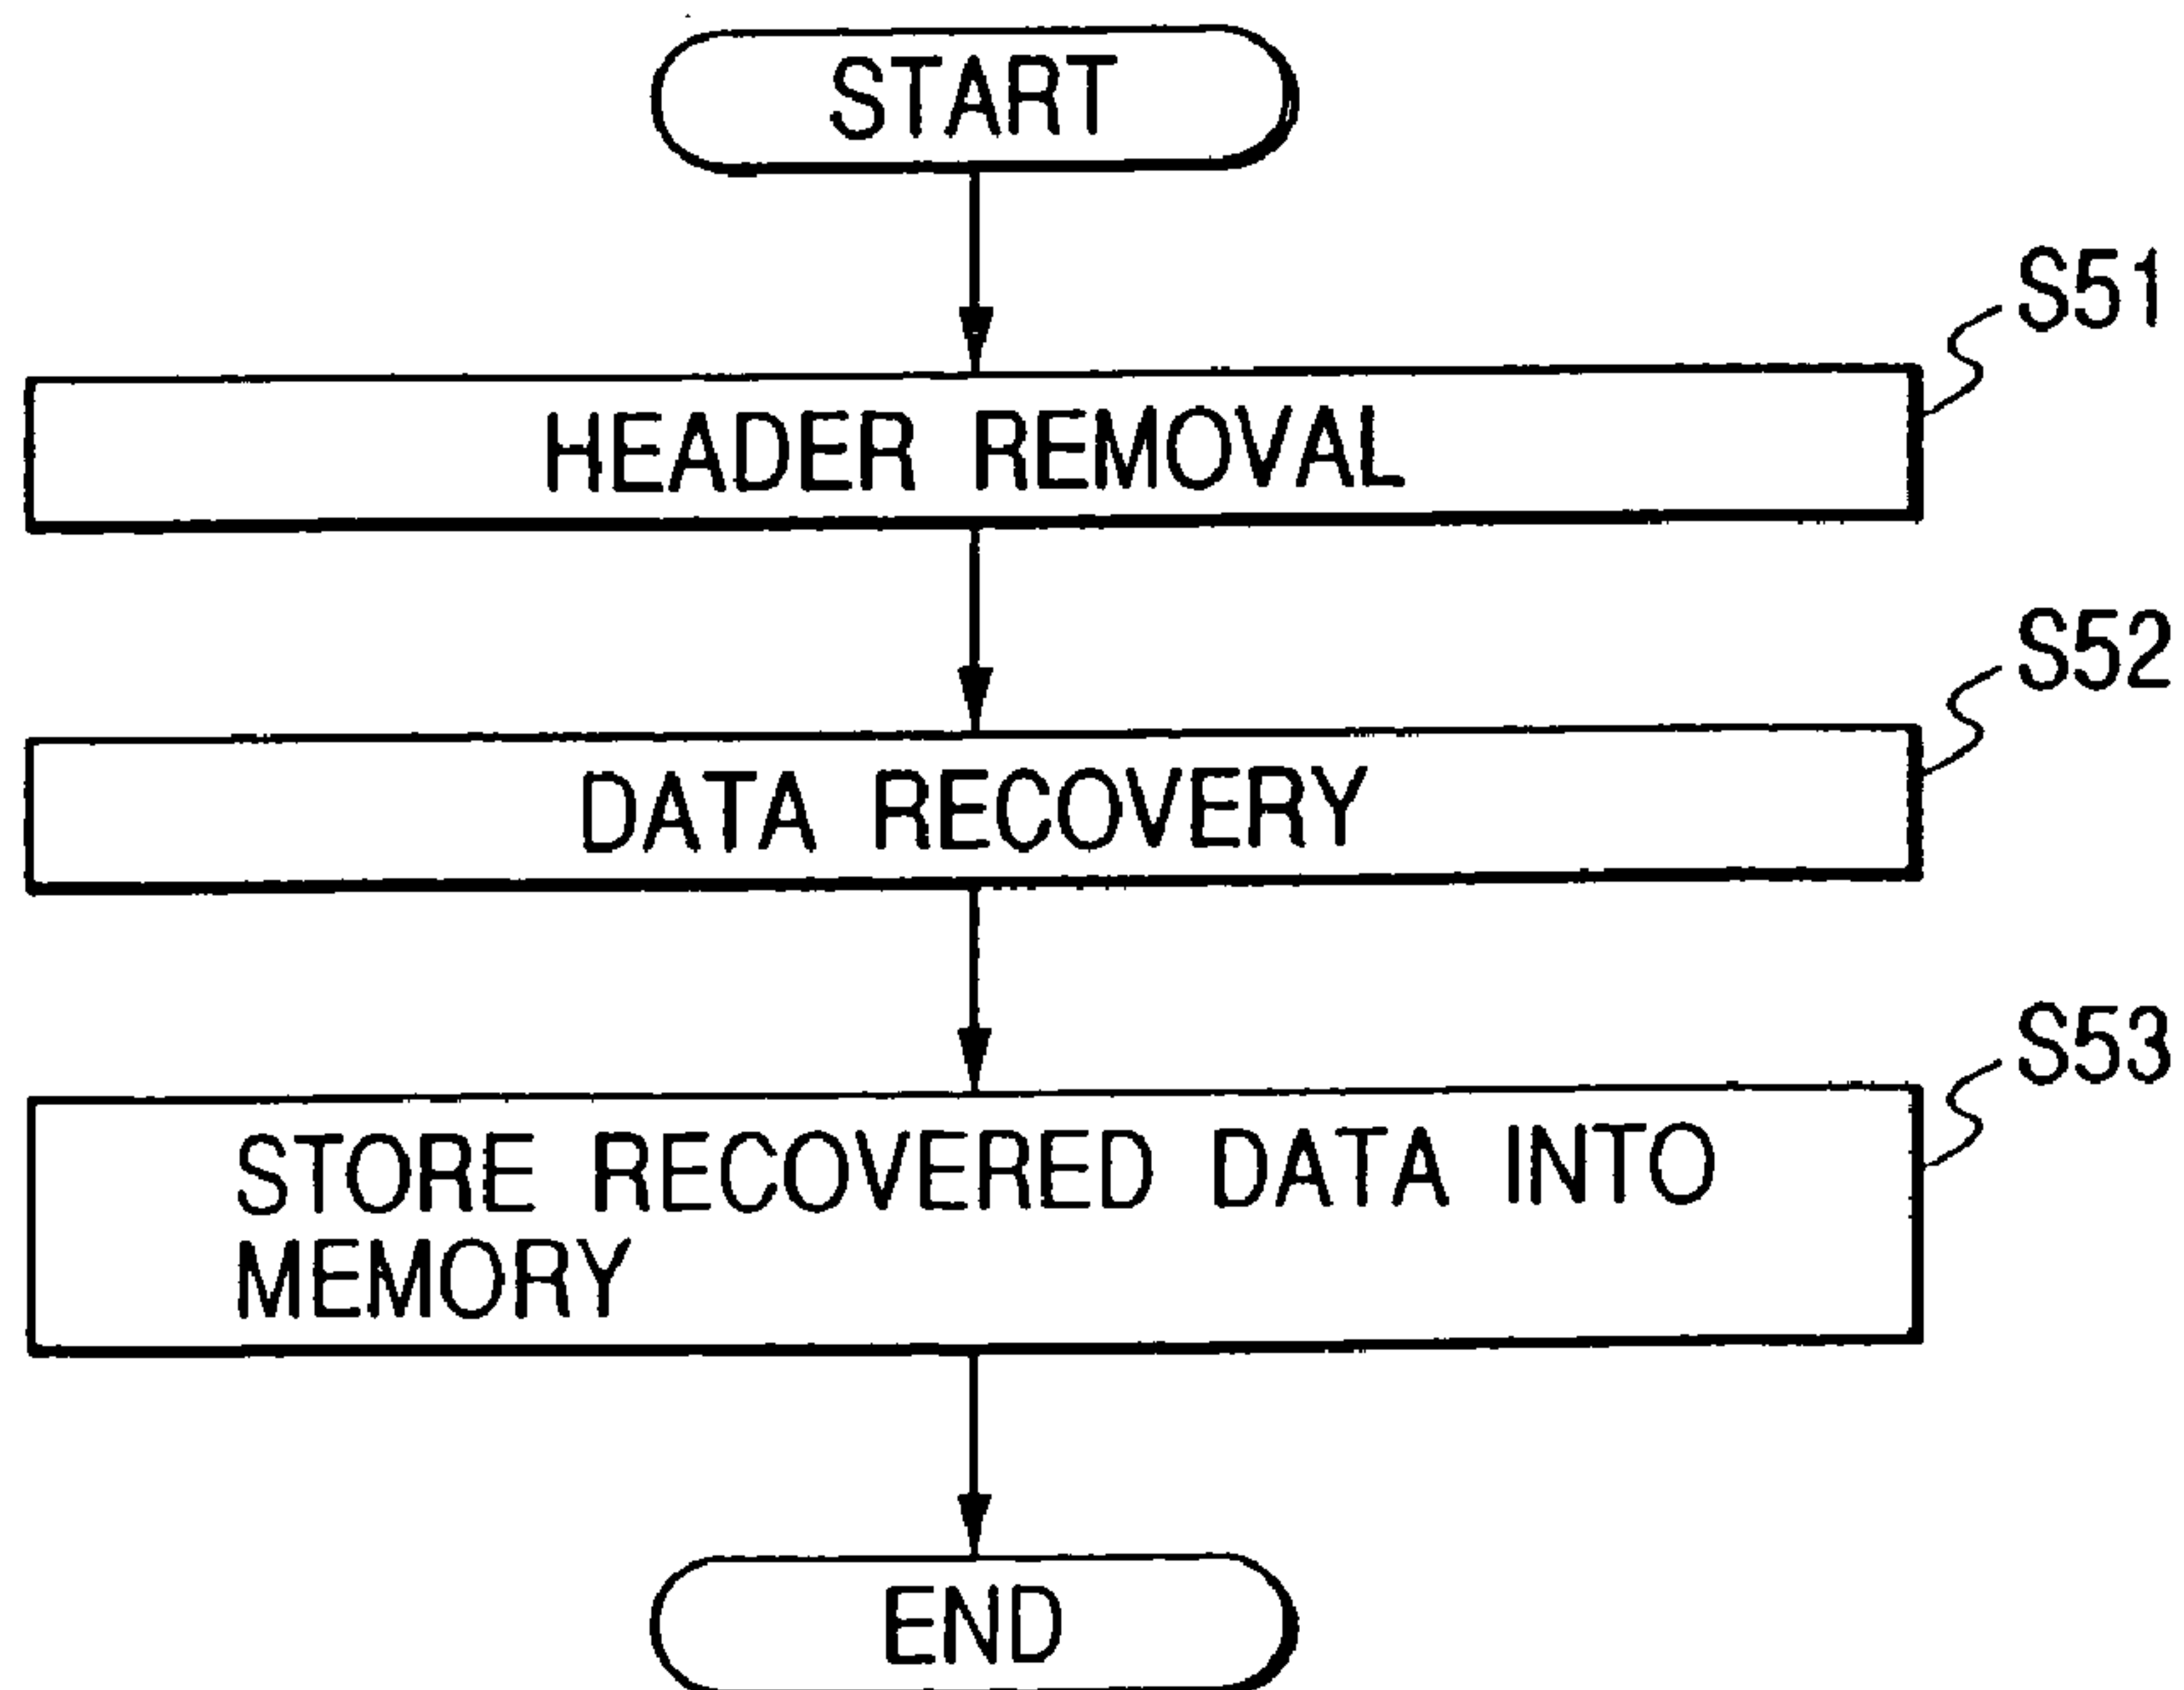 START
S51
HEADER REMOVAL
S52
DATA RECOVERY
S53
STORE RECOVERED DATA INTO
MEMORY
END